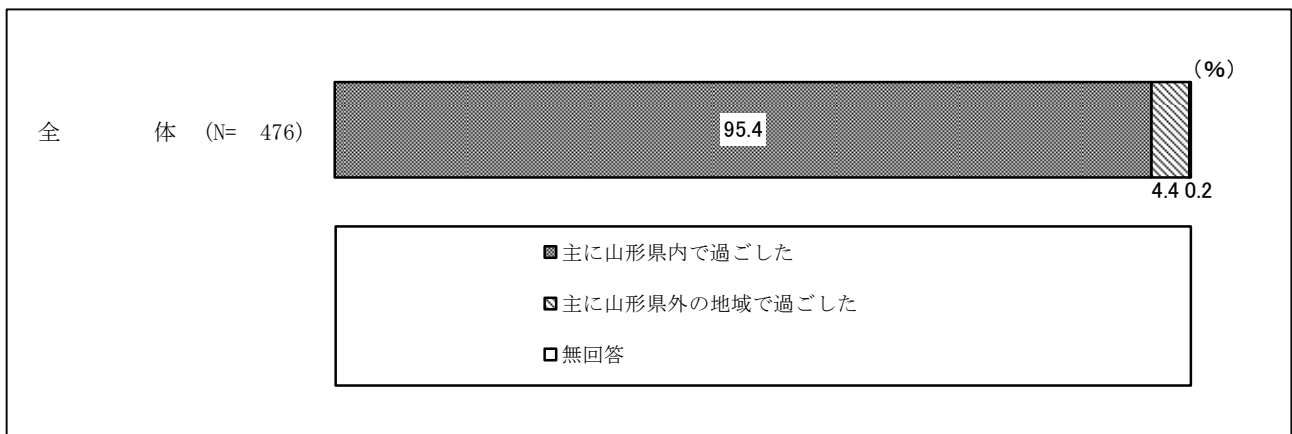 (%)
全 体 (N= 476)
95.4
4.4 0.2
主に山形県内で過ごした
主に山形県外の地域で過ごした
無回答